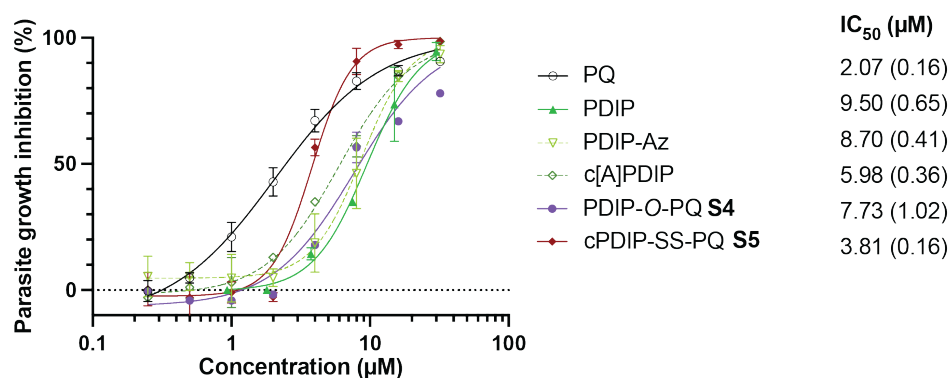 Parasite growth inhibition (%)
100
50
0
0.1
1
10
100
Concentration (µM)
IC50 (µM)
PQ 2.07 (0.16)
PDIP 9.50 (0.65)
PDIP-Az 8.70 (0.41)
c[A]PDIP 5.98 (0.36)
PDIP-O-PQ S4 7.73 (1.02)
cPDIP-SS-PQ S5 3.81 (0.16)